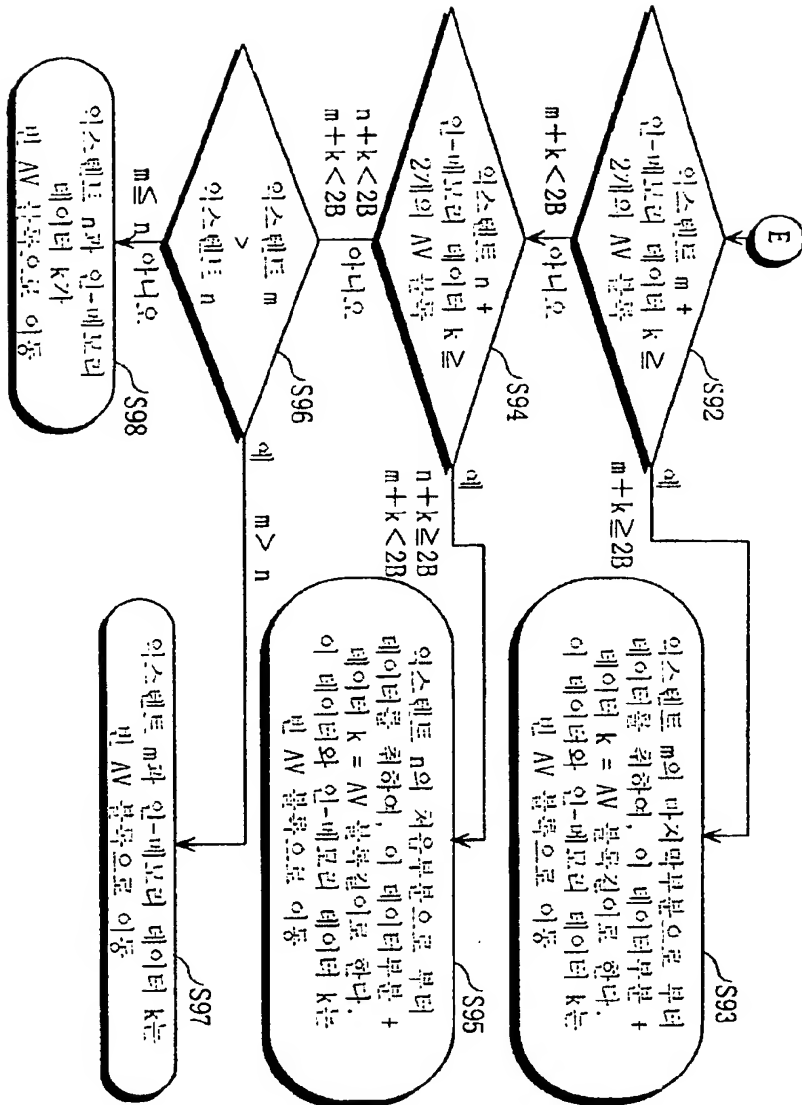 E
익스텐트 m +
인-메모리 데이터 k ≧
2개의 AV 블록
S92
예
m+k≧2B
익스텐트 m의 마지막부분으로 부터
데이터를 취하여, 이 데이터부분 +
데이터 k = AV 블록길이로 한다.
이 데이터와 인-메모리 데이터 k는
빈 AV 블록으로 이동
S93
m+k<2B
아니오
익스텐트 n +
인-메모리 데이터 k ≧
2개의 AV 블록
S94
예
n+k≧2B
m+k<2B
익스텐트 n의 처음부분으로 부터
데이터를 취하여, 이 데이터부분 +
데이터 k = AV 블록길이로 한다.
이 데이터와 인-메모리 데이터 k는
빈 AV 블록으로 이동
S95
n+k<2B
m+k<2B
아니오
익스텐트 m
>
익스텐트 n
S96
예
m> n
익스텐트 m과 인-메모리 데이터 k는
빈 AV 블록으로 이동
S97
m≦ n
아니오
익스텐트 n과 인-메모리
데이터 k가
빈 AV 블록으로 이동
S98